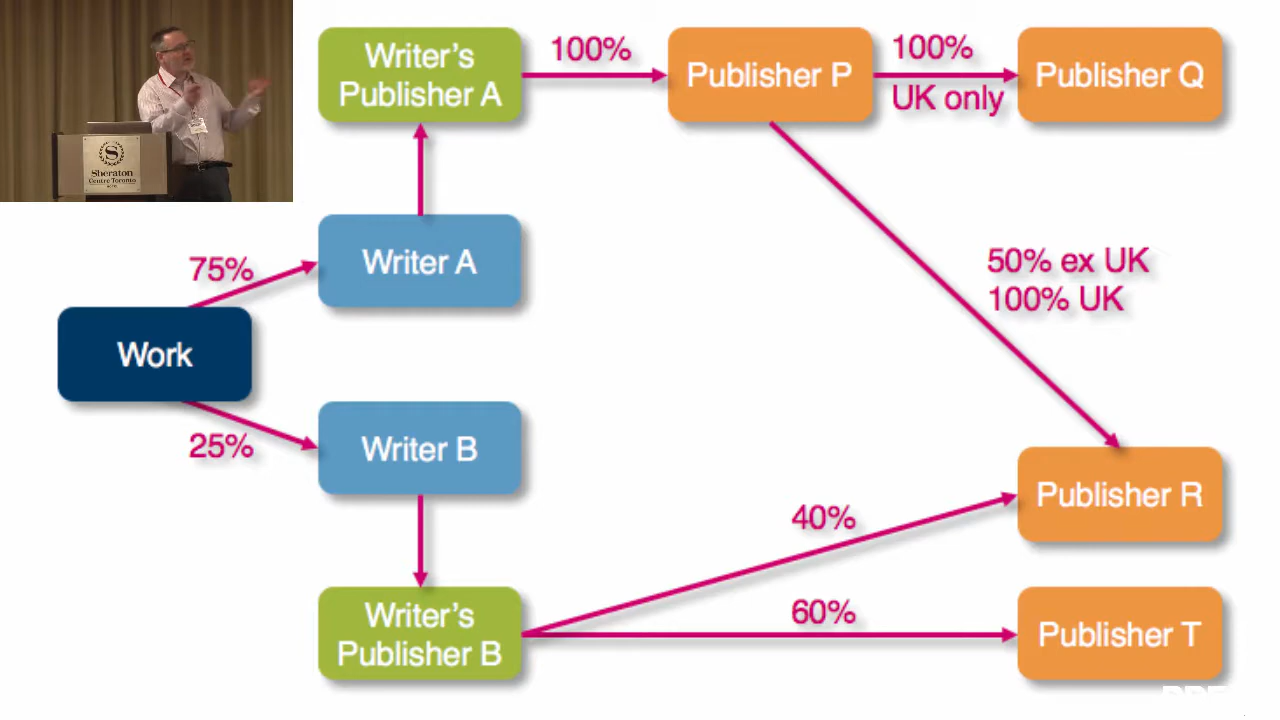 Writer's
Publisher A
100%
Publisher P
100%
UK only
Publisher Q
S
Sheraton
Centre Toronto
75%
Writer A
50% ex UK
100% UK
Work
25%
Writer B
40%
Publisher R
Writer's
Publisher B
60%
Publisher T